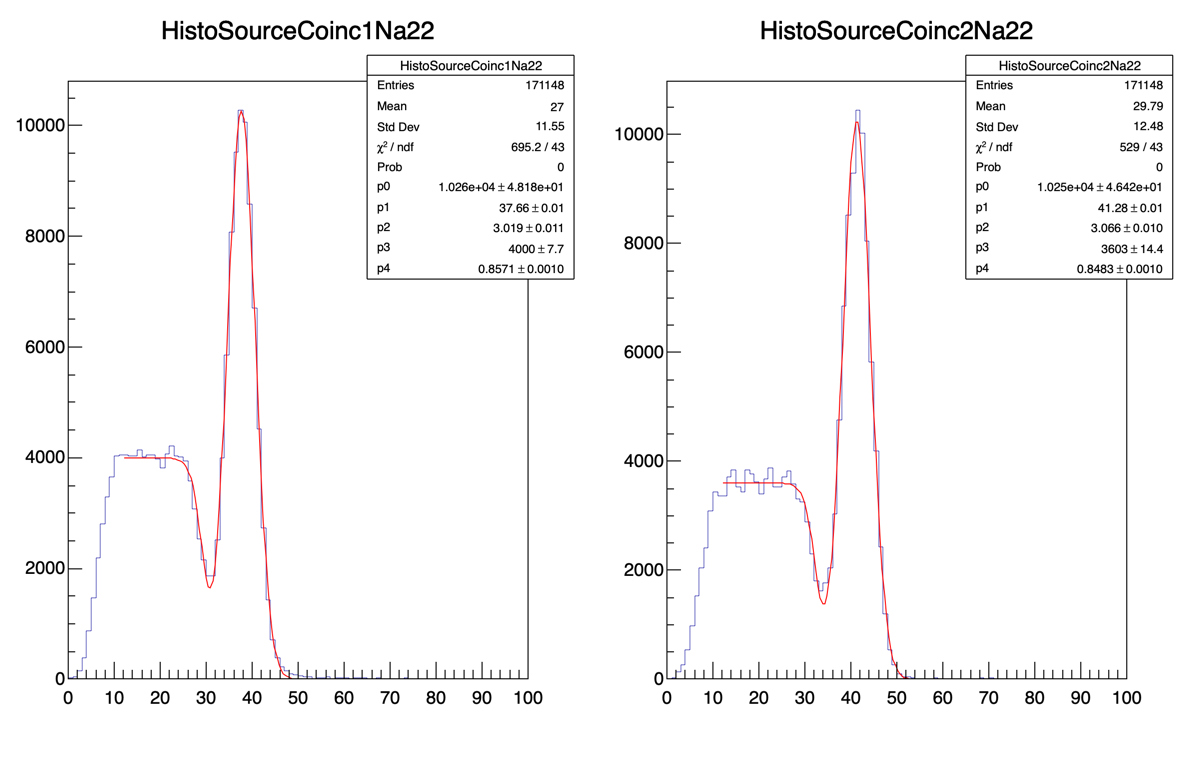 HistoSourceCoinc1Na22
HistoSourceCoinc1Na22
Entries 171148
Mean 27
Std Dev 11.55
χ² / ndf 695.2 / 43
Prob 0
p0 1.026e+04 ± 4.818e+01
p1 37.66 ± 0.01
p2 3.019 ± 0.011
p3 4000 ± 7.7
p4 0.8571 ± 0.0010
10000
8000
6000
4000
2000
0
0 10 20 30 40 50 60 70 80 90 100
HistoSourceCoinc2Na22
HistoSourceCoinc2Na22
Entries 171148
Mean 29.79
Std Dev 12.48
χ² / ndf 529 / 43
Prob 0
p0 1.025e+04 ± 4.642e+01
p1 41.28 ± 0.01
p2 3.066 ± 0.010
p3 3603 ± 14.4
p4 0.8483 ± 0.0010
10000
8000
6000
4000
2000
0
0 10 20 30 40 50 60 70 80 90 100